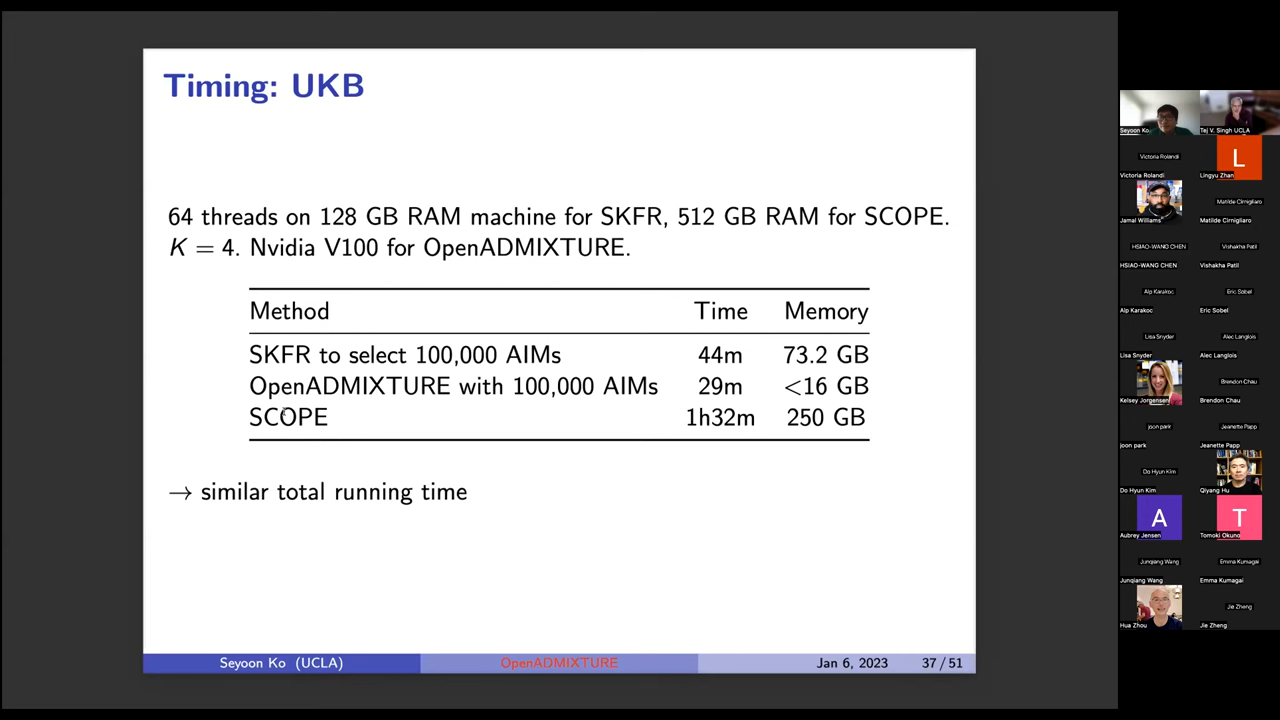 Timing: UKB
64 threads on 128 GB RAM machine for SKFR, 512 GB RAM for SCOPE.
K = 4. Nvidia V100 for OpenADMIXTURE.
Method Time Memory
SKFR to select 100,000 AIMs 44m 73.2 GB
OpenADMIXTURE with 100,000 AIMs 29m <16 GB
SCOPE 1h32m 250 GB
→ similar total running time
Seyoon Ko (UCLA) OpenADMIXTURE Jan 6, 2023 37 / 51
Seyoon Ko Tej V. Singh UCLA
Victoria Rolandi L
Victoria Rolandi Lingyu Zhan
Matilde Cirnigliaro
Jamal Williams Matilde Cirnigliaro
HSIAO-WANG CHEN Vishakha Patil
HSIAO-WANG CHEN Vishakha Patil
Alp Karakoc Eric Sobel
Alp Karakoc Eric Sobel
Lisa Snyder Alec Langlois
Lisa Snyder Alec Langlois
Brendon Chau
Kelsey Jorgensen Brendon Chau
joon park Jeanette Papp
joon park Jeanette Papp
Do Hyun Kim
Do Hyun Kim Qiyang Hu
A T
Aubrey Jensen Tomoki Okuno
Junqiang Wang Emma Kumagai
Junqiang Wang Emma Kumagai
Jie Zheng
Hua Zhou Jie Zheng